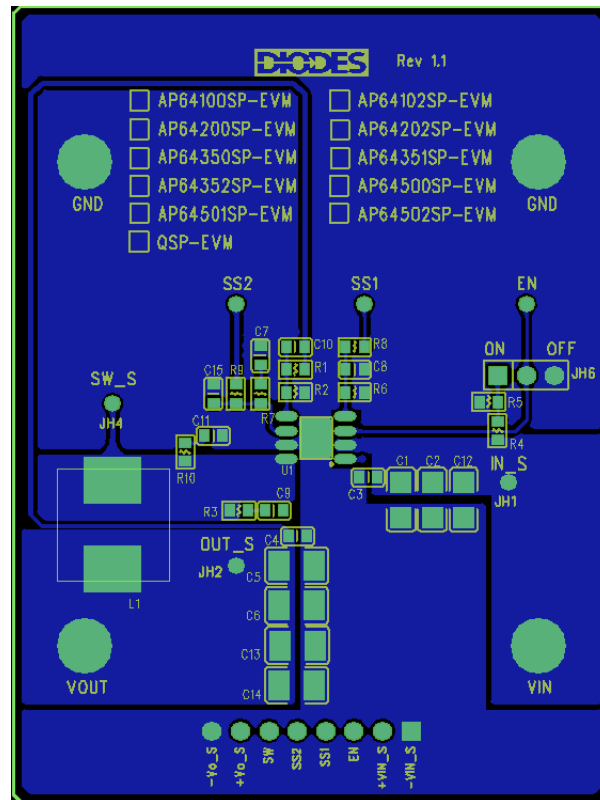 DIODES Rev 1.1
AP64100SP-EVM AP64102SP-EVM
AP64200SP-EVM AP64202SP-EVM
AP64350SP-EVM AP64351SP-EVM
AP64352SP-EVM AP64500SP-EVM
AP64501SP-EVM AP64502SP-EVM
QSP-EVM
GND GND
SS2 SS1 EN
C7 C10 R8
ON OFF
R1 C8 JH6
SW_S C15 R9 R2 R6
R5
JH4 C11 R7 R4
U1 C1 C2 C12 IN_S
R10 C3 JH1
R3 C9
C4
OUT_S
JH2 C5
L1 C6
C13
VOUT C14 VIN
-Vo_S +Vo_S SW SS2 SS1 EN +VIN_S -VIN_S